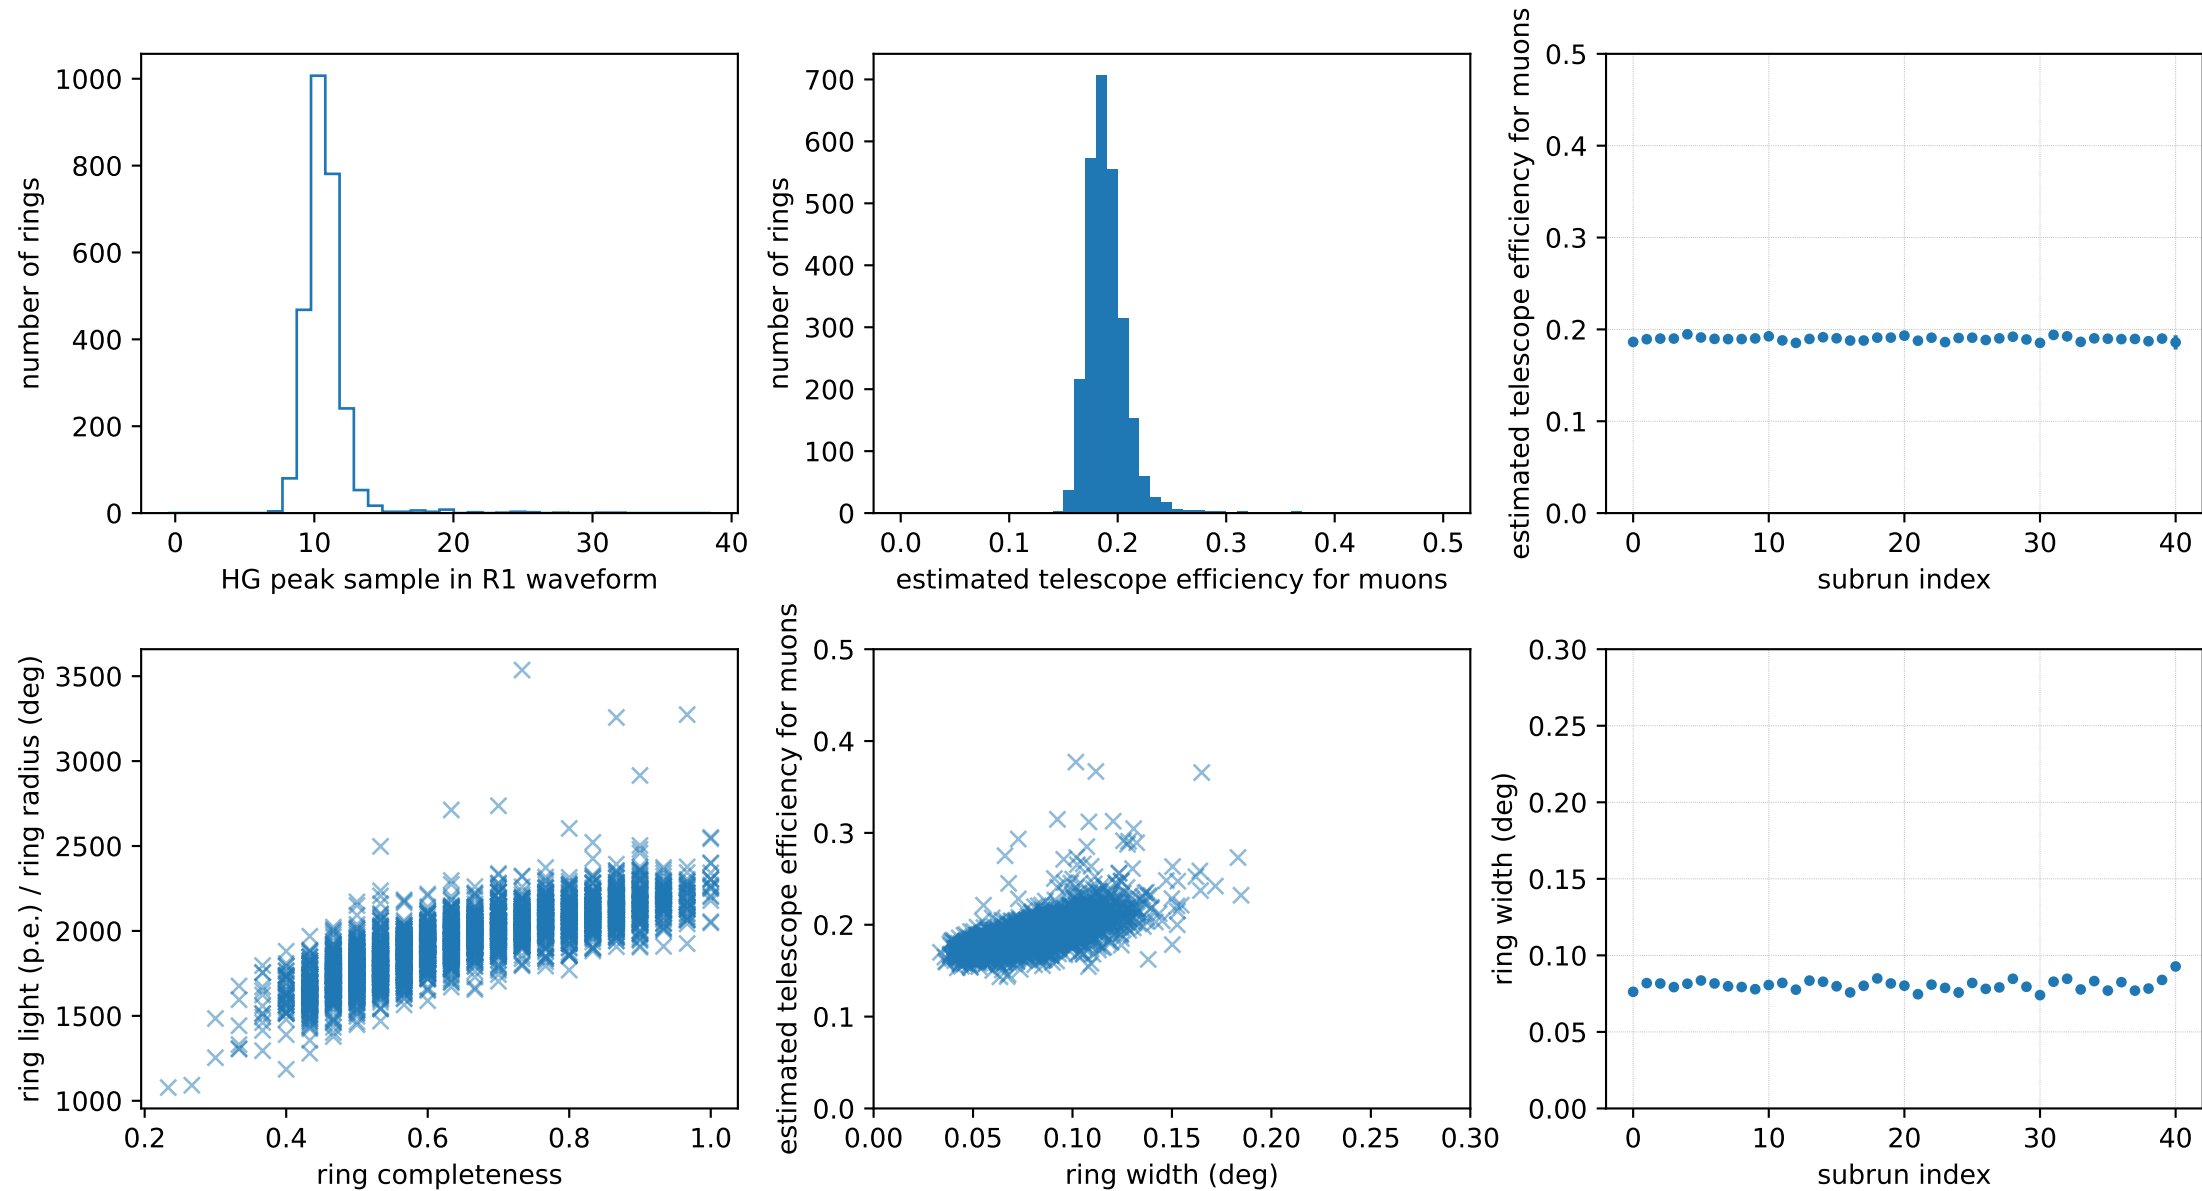 1000
800
600
400
200
0
number of rings
0 10 20 30 40
HG peak sample in R1 waveform
700
600
500
400
300
200
100
0
number of rings
0.0 0.1 0.2 0.3 0.4 0.5
estimated telescope efficiency for muons
0.5
0.4
0.3
0.2
0.1
0.0
estimated telescope efficiency for muons
0 10 20 30 40
subrun index
3500
3000
2500
2000
1500
1000
ring light (p.e.) / ring radius (deg)
0.2 0.4 0.6 0.8 1.0
ring completeness
0.5
0.4
0.3
0.2
0.1
0.0
estimated telescope efficiency for muons
0.00 0.05 0.10 0.15 0.20 0.25 0.30
ring width (deg)
0.30
0.25
0.20
0.15
0.10
0.05
0.00
ring width (deg)
0 10 20 30 40
subrun index